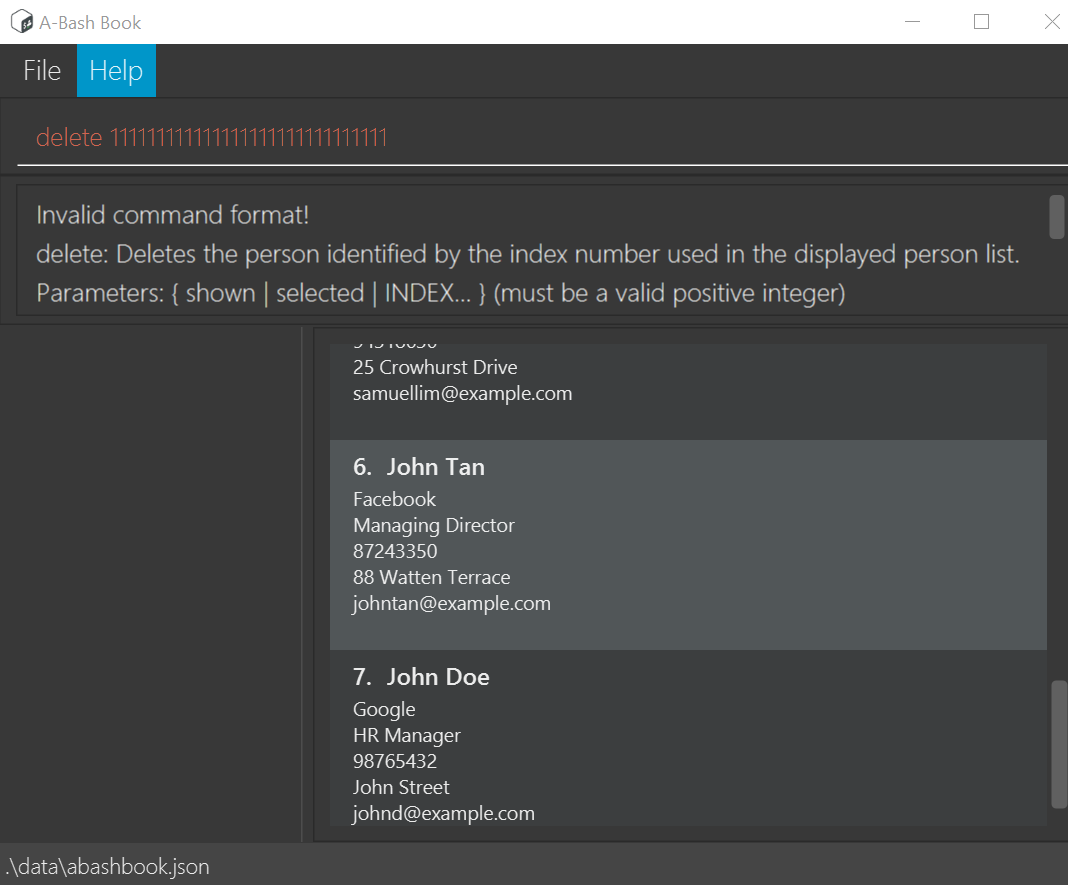 A-Bash Book
File Help
Invalid command format!
delete: Deletes the person identified by the index number used in the displayed person list.
Parameters: { shown | selected | INDEX... } (must be a valid positive integer)
25 Crowhurst Drive
samuellim@example.com
6. John Tan
Facebook
Managing Director
87243350
88 Watten Terrace
johntan@example.com
7. John Doe
Google
HR Manager
98765432
John Street
johnd@example.com
.\data\abashbook.json